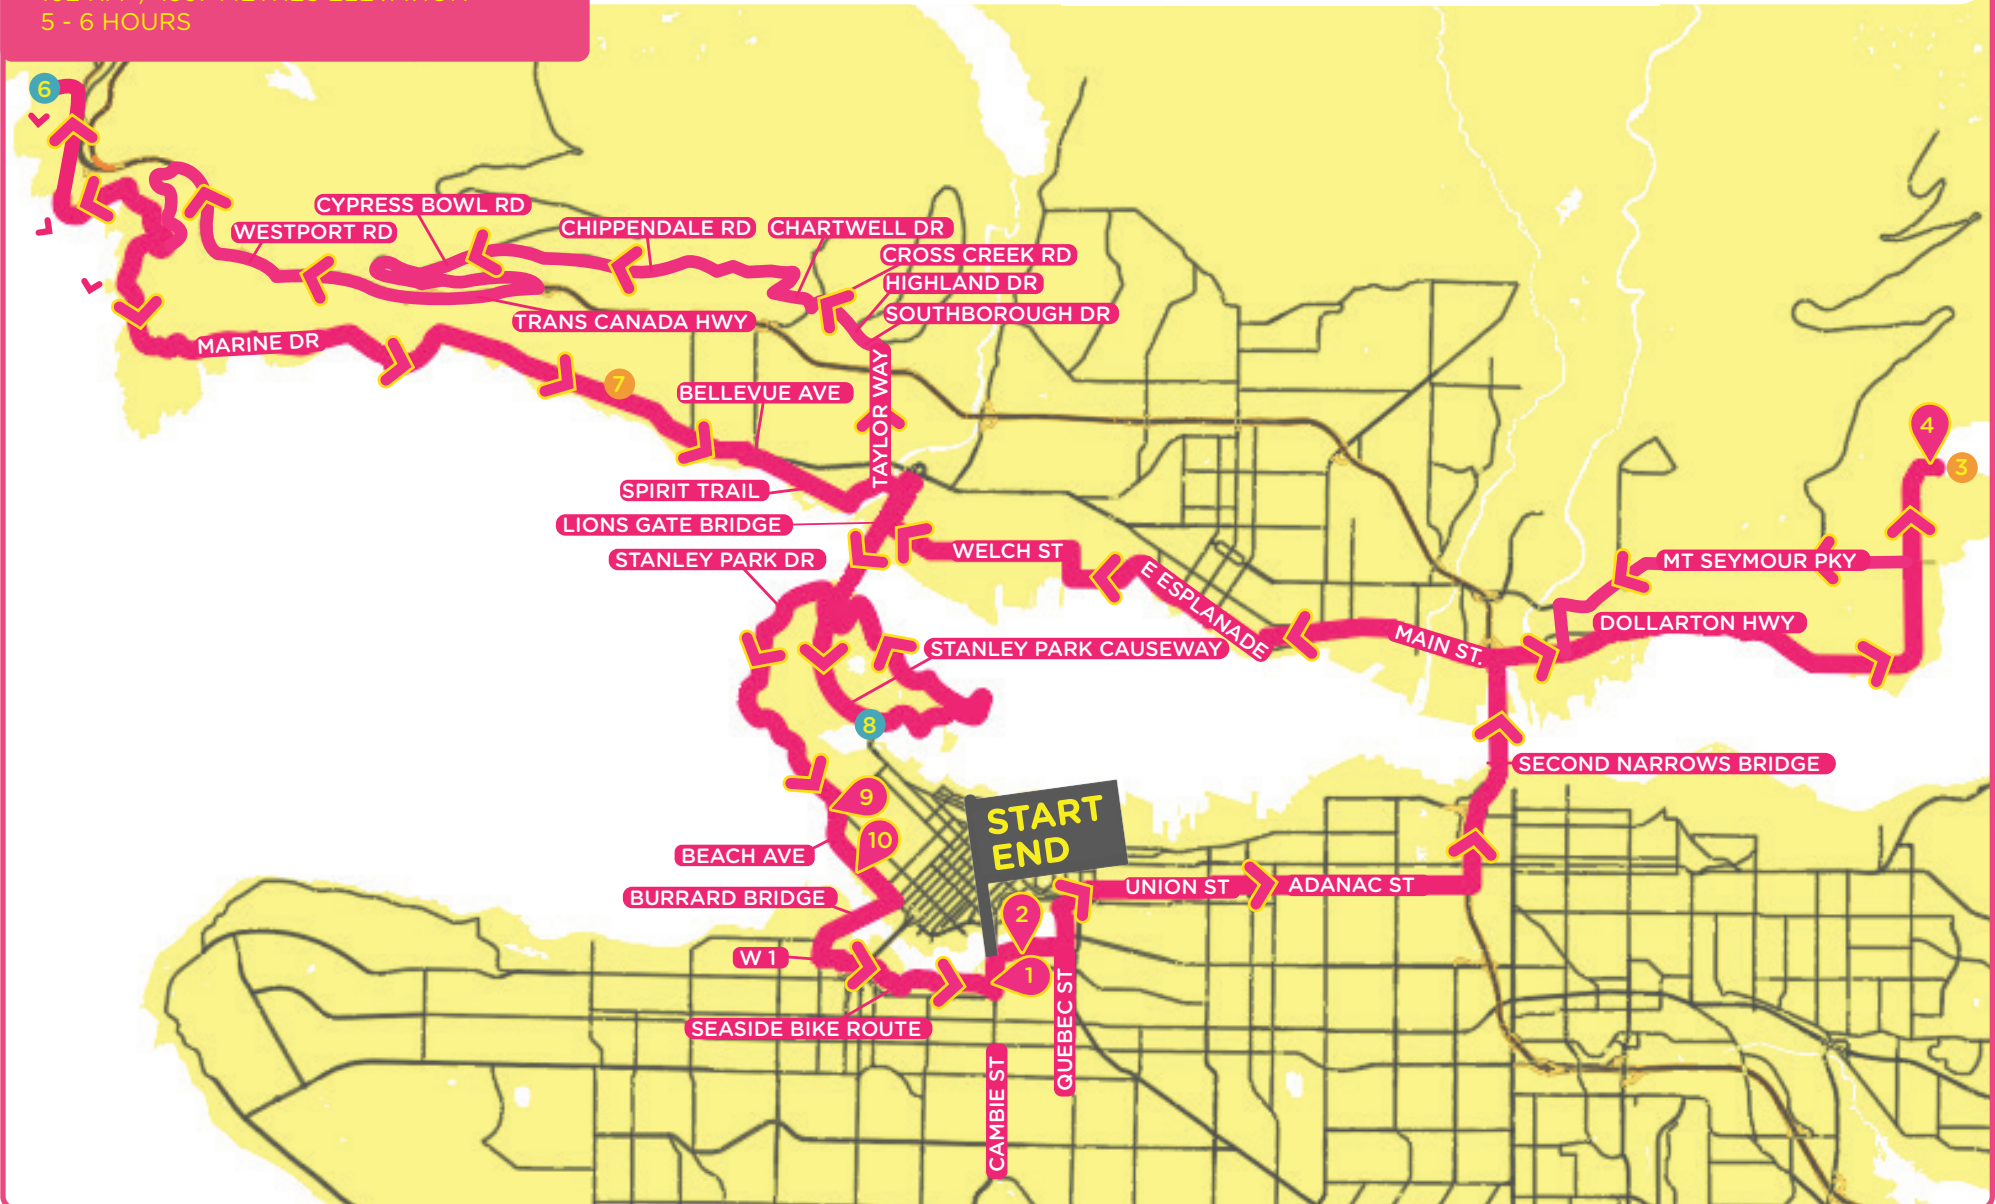 5 - 6 HOURS
6
CYPRESS BOWL RD
WESTPORT RD
CHIPPENDALE RD
CHARTWELL DR
CROSS CREEK RD
HIGHLAND DR
SOUTHBOROUGH DR
TRANS CANADA HWY
MARINE DR
7
BELLEVUE AVE
TAYLOR WAY
SPIRIT TRAIL
LIONS GATE BRIDGE
STANLEY PARK DR
WELCH ST
E ESPLANADE
MAIN ST.
4
3
MT SEYMOUR PKY
DOLLARTON HWY
STANLEY PARK CAUSEWAY
8
SECOND NARROWS BRIDGE
9
10
START
END
BEACH AVE
BURRARD BRIDGE
UNION ST
ADANAC ST
2
W 1
1
SEASIDE BIKE ROUTE
QUEBEC ST
CAMBIE ST